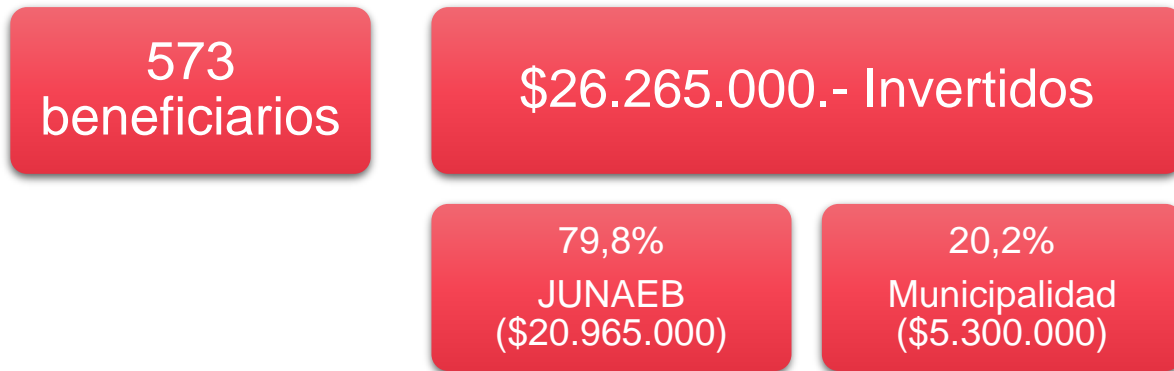 573
beneficiarios
$26.265.000.- Invertidos
79,8%
JUNAEB
($20.965.000)
20,2%
Municipalidad
($5.300.000)